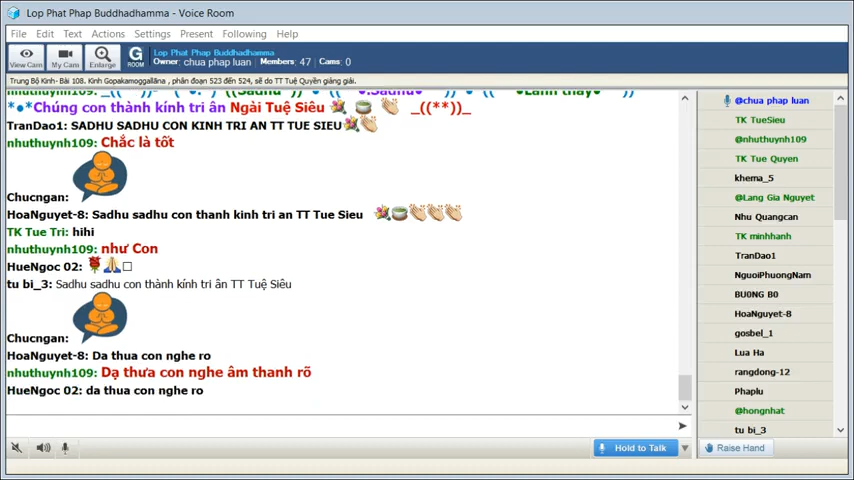 Lop Phat Phap Buddhadhamma - Voice Room
File Edit Text Actions Settings Present Following Help
View Cam My Cam Enlarge G ROOM
Lop Phat Phap Buddhadhamma
Owner: chua phap luan Members: 47 Cams: 0
Trung Bộ Kinh- Bài 108. Kinh Gopakamoggallāna , phân đoạn 523 đến 524, sẽ do TT Tuệ Quyền giảng giải.
*•*Chúng con thành kính tri ân Ngài Tuệ Siêu _((**))_
TranDao1: SADHU SADHU CON KINH TRI AN TT TUE SIEU
nhuthuynh109: Chắc là tốt
Chucngan:
HoaNguyet-8: Sadhu sadhu con thanh kinh tri an TT Tue Sieu
TK Tue Tri: hihi
nhuthuynh109: như Con
HueNgoc 02:
tu bi_3: Sadhu sadhu con thành kính tri ân TT Tuệ Siêu
Chucngan:
HoaNguyet-8: Da thua con nghe ro
nhuthuynh109: Dạ thưa con nghe âm thanh rõ
HueNgoc 02: da thua con nghe ro
@chua phap luan
TK TueSieu
@nhuthuynh109
TK Tue Quyen
khema_5
@Lang Gia Nguyet
Nhu Quangcan
TK minhhanh
TranDao1
NguoiPhuongNam
BU0NG B0
HoaNguyet-8
gosbel_1
Lua Ha
rangdong-12
Phaplu
@hongnhat
tu bi_3
Hold to Talk
Raise Hand